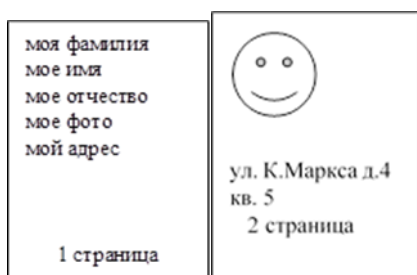 моя фамилия
мое имя
мое отчество
мое фото
мой адрес
1 страница
ул. К.Маркса д.4
кв. 5
2 страница